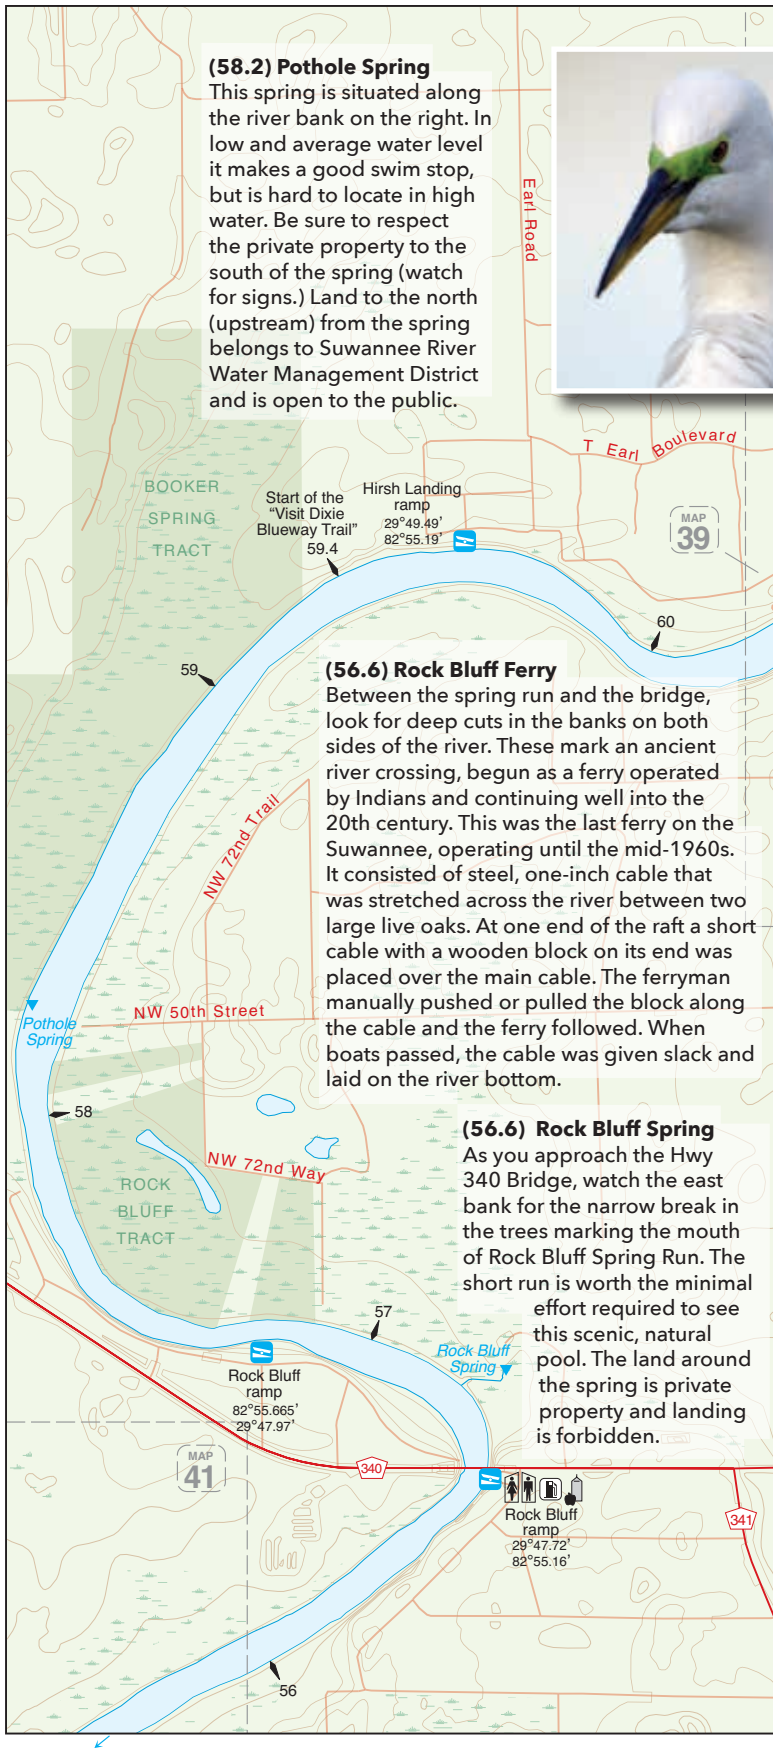 (58.2) Pothole Spring
This spring is situated along
the river bank on the right. In
low and average water level
it makes a good swim stop,
but is hard to locate in high
water. Be sure to respect
the private property to the
south of the spring (watch
for signs.) Land to the north
(upstream) from the spring
belongs to Suwannee River
Water Management District
and is open to the public.
Earl Road
T Earl Boulevard
BOOKER
SPRING
TRACT
Start of the
“Visit Dixie
Blueway Trail”
59.4
Hirsh Landing
ramp
29°49.49’
82°55.19’
MAP
39
60
59
(56.6) Rock Bluff Ferry
Between the spring run and the bridge,
look for deep cuts in the banks on both
sides of the river. These mark an ancient
river crossing, begun as a ferry operated
by Indians and continuing well into the
20th century. This was the last ferry on the
Suwannee, operating until the mid-1960s.
It consisted of steel, one-inch cable that
was stretched across the river between two
large live oaks. At one end of the raft a short
cable with a wooden block on its end was
placed over the main cable. The ferryman
manually pushed or pulled the block along
the cable and the ferry followed. When
boats passed, the cable was given slack and
laid on the river bottom.
NW 72nd Trail
Pothole
Spring
NW 50th Street
58
NW 72nd Way
ROCK
BLUFF
TRACT
(56.6) Rock Bluff Spring
As you approach the Hwy
340 Bridge, watch the east
bank for the narrow break in
the trees marking the mouth
of Rock Bluff Spring Run. The
short run is worth the minimal
effort required to see
this scenic, natural
pool. The land around
the spring is private
property and landing
is forbidden.
57
Rock Bluff
Spring
Rock Bluff
ramp
82°55.665’
29°47.97’
MAP
41
340
Rock Bluff
ramp
29°47.72’
82°55.16’
341
56